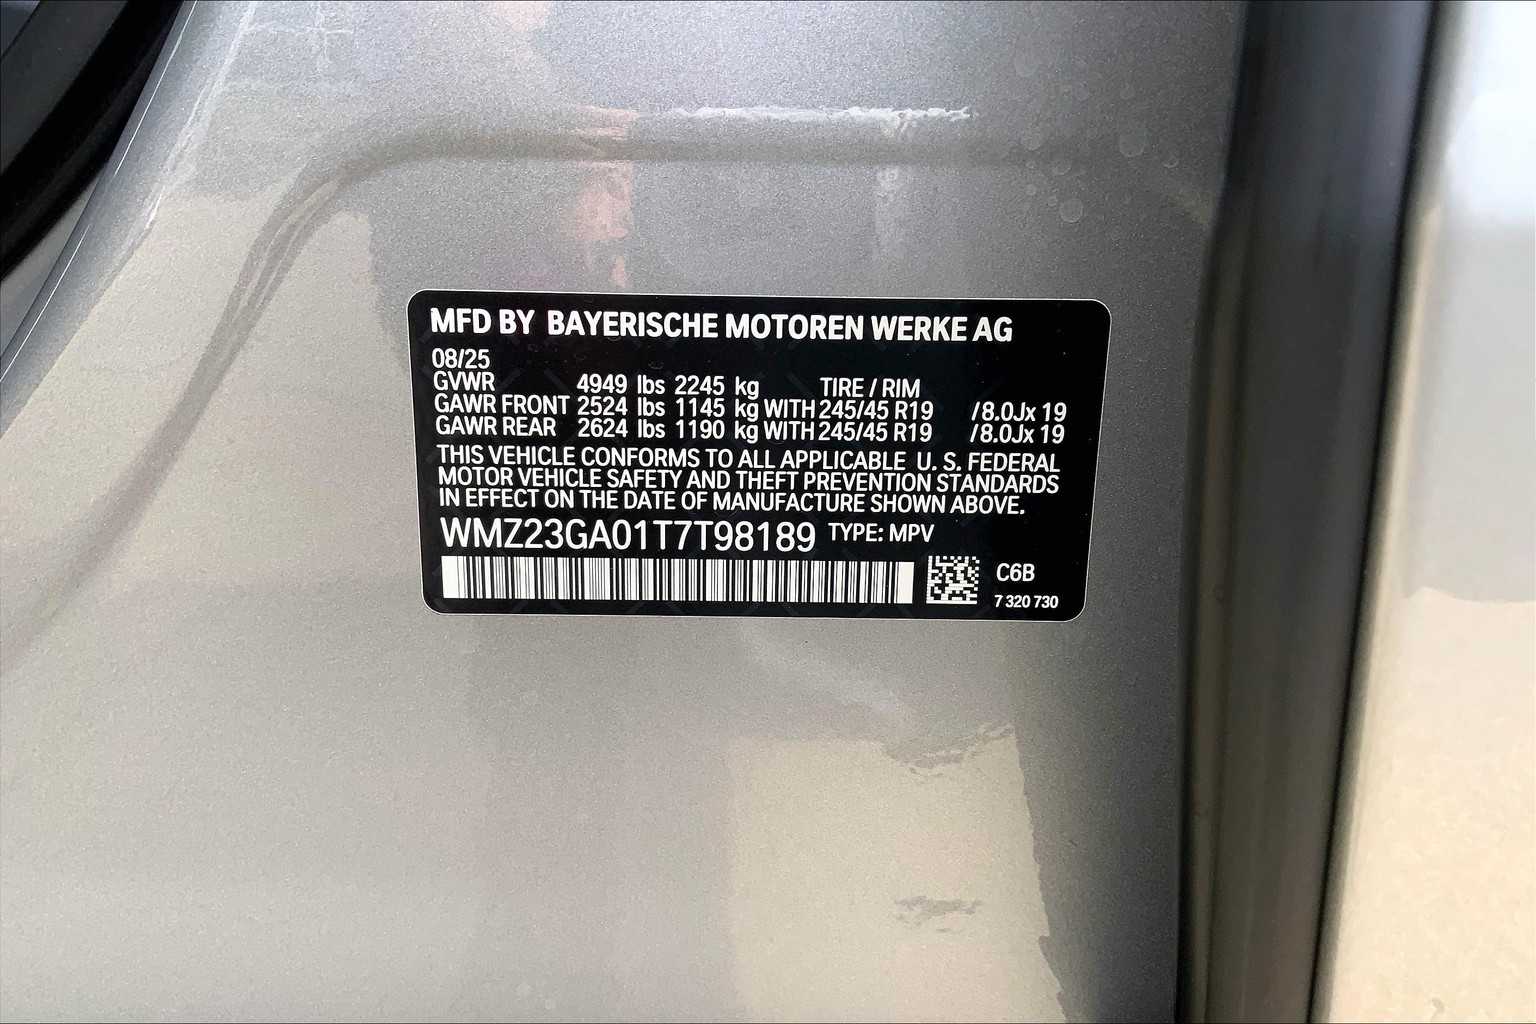 MFD BY BAYERISCHE MOTOREN WERKE AG
08/25
GVWR 4949 lbs 2245 kg TIRE / RIM
GAWR FRONT 2524 lbs 1145 kg WITH 245/45 R19 /8.0Jx 19
GAWR REAR 2624 lbs 1190 kg WITH 245/45 R19 /8.0Jx 19
THIS VEHICLE CONFORMS TO ALL APPLICABLE U. S. FEDERAL
MOTOR VEHICLE SAFETY AND THEFT PREVENTION STANDARDS
IN EFFECT ON THE DATE OF MANUFACTURE SHOWN ABOVE.
WMZ23GA01T7T98189 TYPE: MPV
C6B
7 320 730